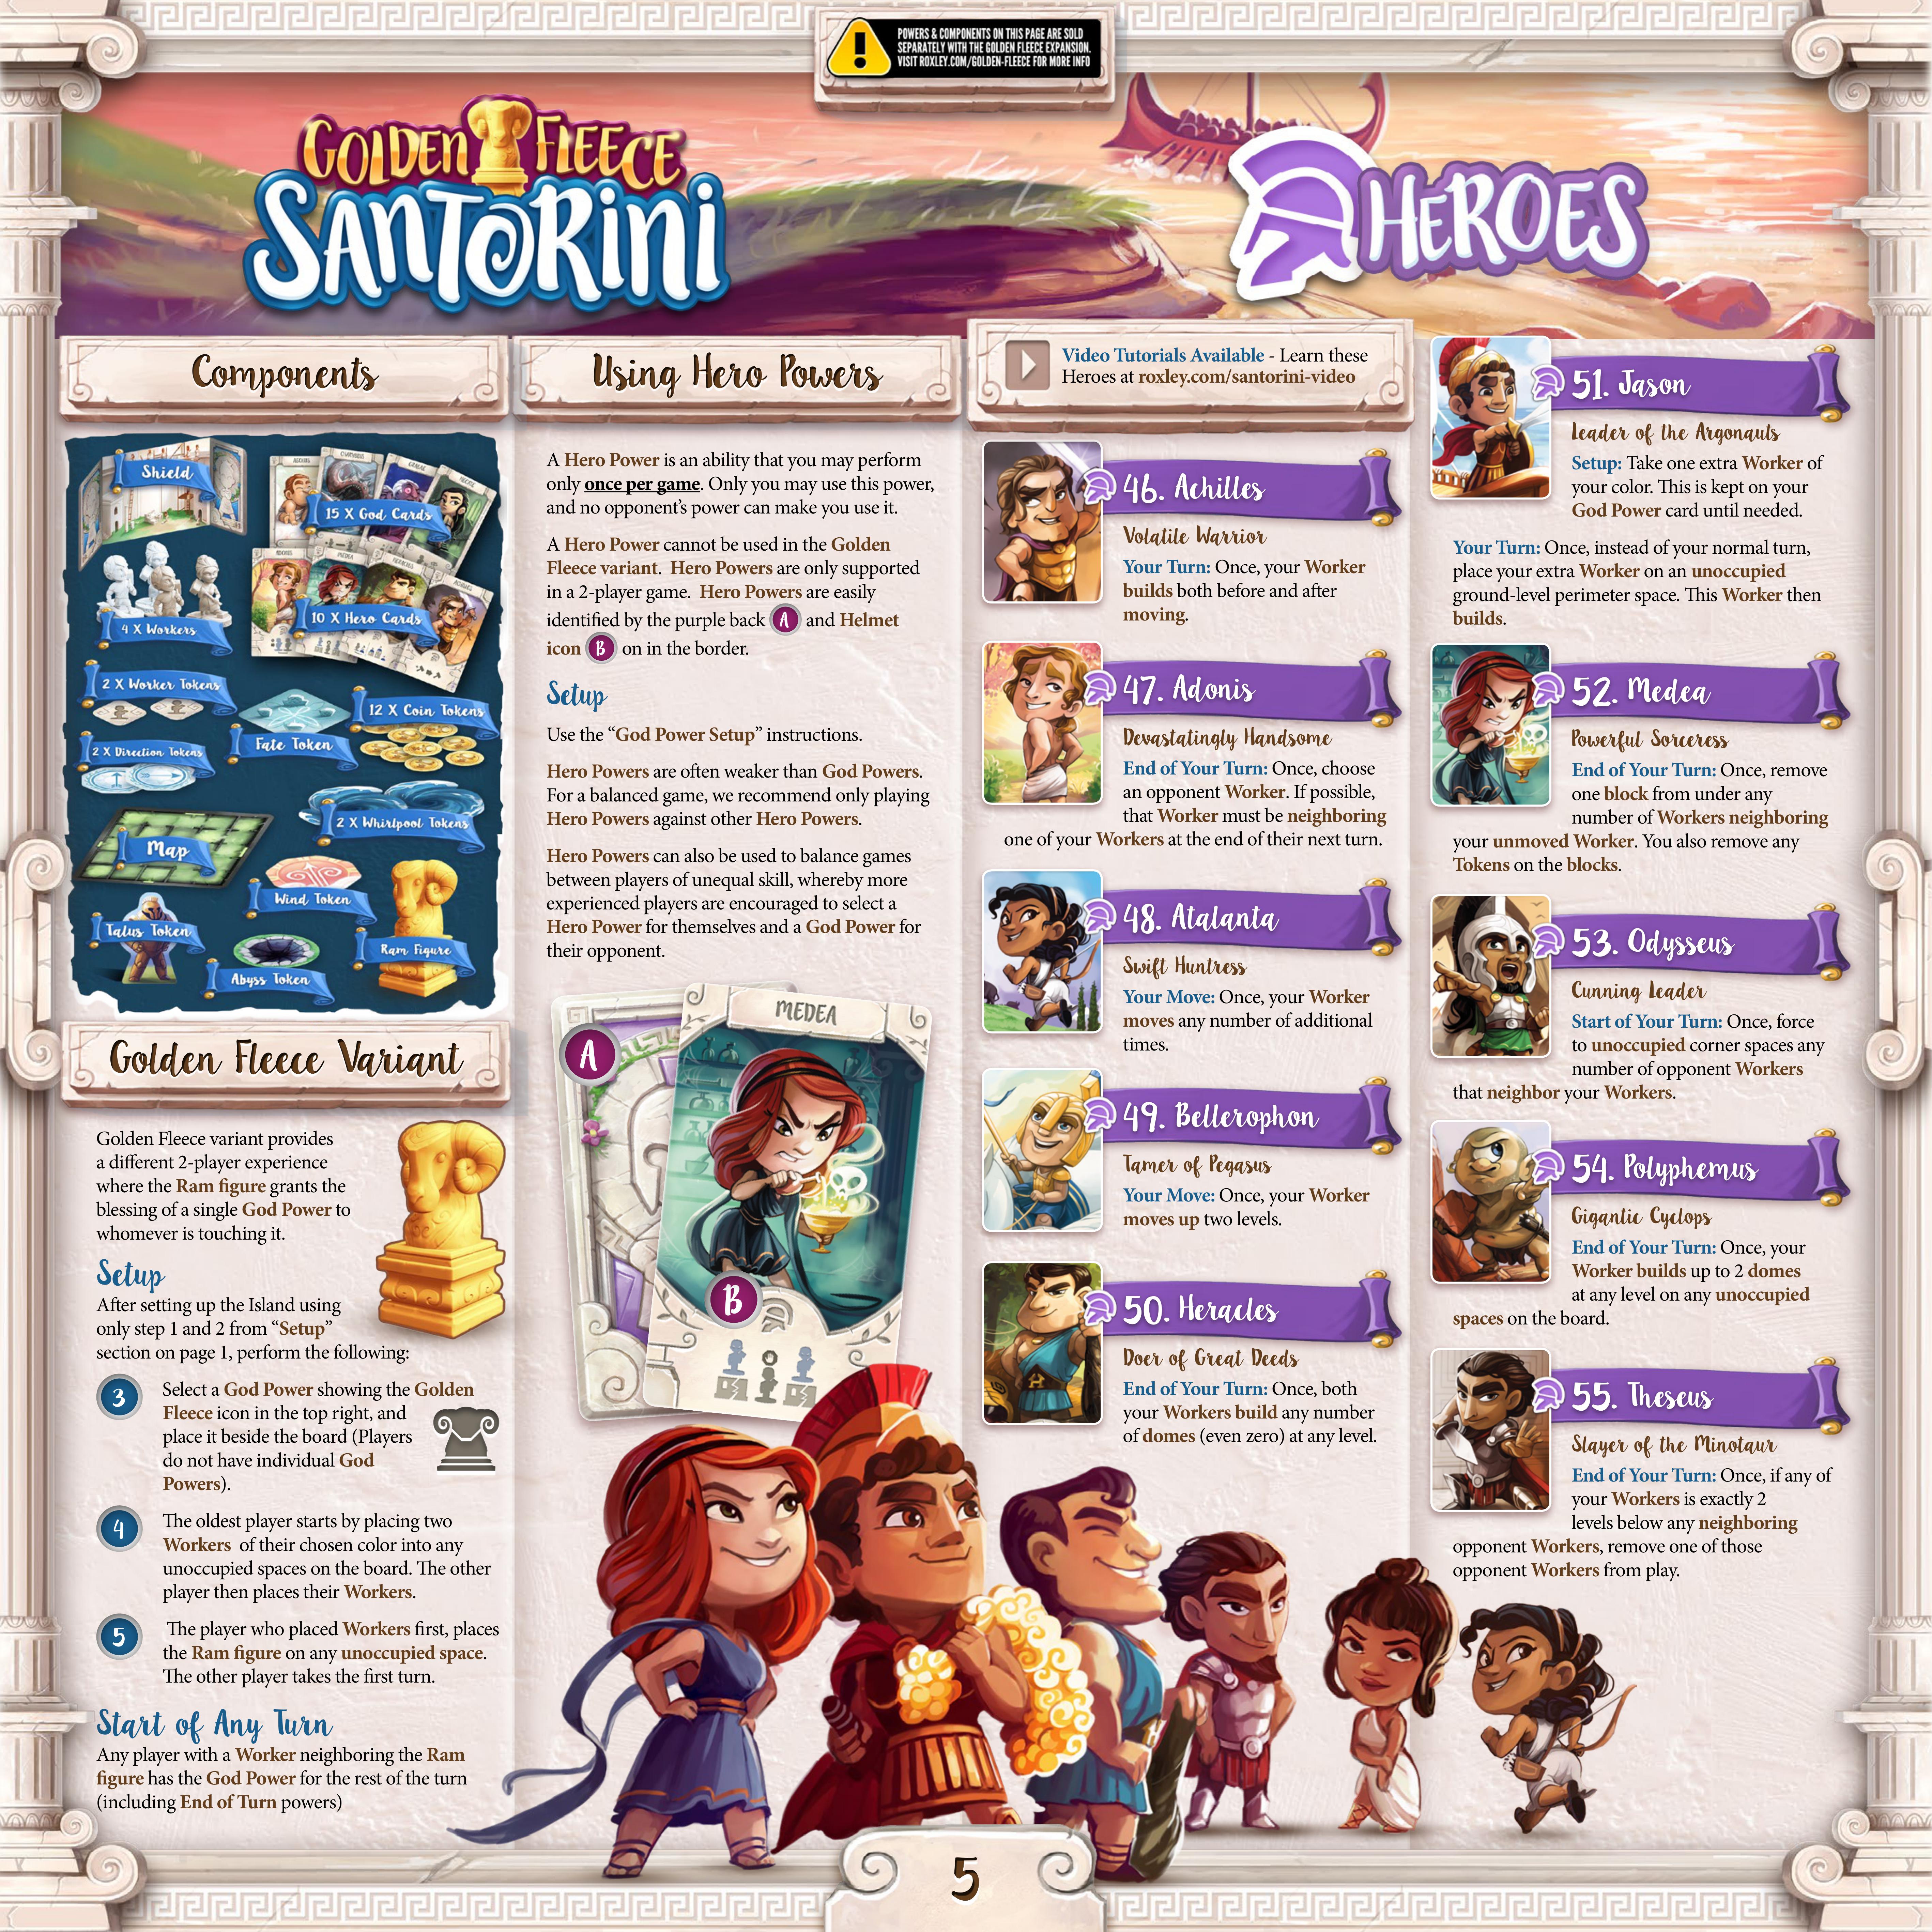 POWERS & COMPONENTS ON THIS PAGE ARE SOLD
SEPARATELY WITH THE GOLDEN FLEECE EXPANSION.
VISIT ROXLEY.COM/GOLDEN-FLEECE FOR MORE INFO
GOLDEN FLEECE
SANTORINI
HEROES
Components
Shield
15 X God Cards
10 X Hero Cards
4 X Workers
2 X Worker Tokens
12 X Coin Tokens
Fate Token
2 X Direction Tokens
2 X Whirlpool Tokens
Map
Wind Token
Talus Token
Ram Figure
Abyss Token
Golden Fleece Variant
Golden Fleece variant provides
a different 2-player experience
where the Ram figure grants the
blessing of a single God Power to
whomever is touching it.
Setup
After setting up the Island using
only step 1 and 2 from “Setup”
section on page 1, perform the following:
3
Select a God Power showing the Golden
Fleece icon in the top right, and
place it beside the board (Players
do not have individual God
Powers).
4
The oldest player starts by placing two
Workers of their chosen color into any
unoccupied spaces on the board. The other
player then places their Workers.
5
The player who placed Workers first, places
the Ram figure on any unoccupied space.
The other player takes the first turn.
Start of Any Turn
Any player with a Worker neighboring the Ram
figure has the God Power for the rest of the turn
(including End of Turn powers)
Using Hero Powers
A Hero Power is an ability that you may perform
only once per game. Only you may use this power,
and no opponent’s power can make you use it.
A Hero Power cannot be used in the Golden
Fleece variant. Hero Powers are only supported
in a 2-player game. Hero Powers are easily
identified by the purple back A and Helmet
icon B on in the border.
Setup
Use the “God Power Setup” instructions.
Hero Powers are often weaker than God Powers.
For a balanced game, we recommend only playing
Hero Powers against other Hero Powers.
Hero Powers can also be used to balance games
between players of unequal skill, whereby more
experienced players are encouraged to select a
Hero Power for themselves and a God Power for
their opponent.
A
MEDEA
B
Video Tutorials Available - Learn these
Heroes at roxley.com/santorini-video
46. Achilles
Volatile Warrior
Your Turn: Once, your Worker
builds both before and after
moving.
47. Adonis
Devastatingly Handsome
End of Your Turn: Once, choose
an opponent Worker. If possible,
that Worker must be neighboring
one of your Workers at the end of their next turn.
48. Atalanta
Swift Huntress
Your Move: Once, your Worker
moves any number of additional
times.
49. Bellerophon
Tamer of Pegasus
Your Move: Once, your Worker
moves up two levels.
50. Heracles
Doer of Great Deeds
End of Your Turn: Once, both
your Workers build any number
of domes (even zero) at any level.
51. Jason
Leader of the Argonauts
Setup: Take one extra Worker of
your color. This is kept on your
God Power card until needed.
Your Turn: Once, instead of your normal turn,
place your extra Worker on an unoccupied
ground-level perimeter space. This Worker then
builds.
52. Medea
Powerful Sorceress
End of Your Turn: Once, remove
one block from under any
number of Workers neighboring
your unmoved Worker. You also remove any
Tokens on the blocks.
53. Odysseus
Cunning Leader
Start of Your Turn: Once, force
to unoccupied corner spaces any
number of opponent Workers
that neighbor your Workers.
54. Polyphemus
Gigantic Cyclops
End of Your Turn: Once, your
Worker builds up to 2 domes
at any level on any unoccupied
spaces on the board.
55. Theseus
Slayer of the Minotaur
End of Your Turn: Once, if any of
your Workers is exactly 2
levels below any neighboring
opponent Workers, remove one of those
opponent Workers from play.
5